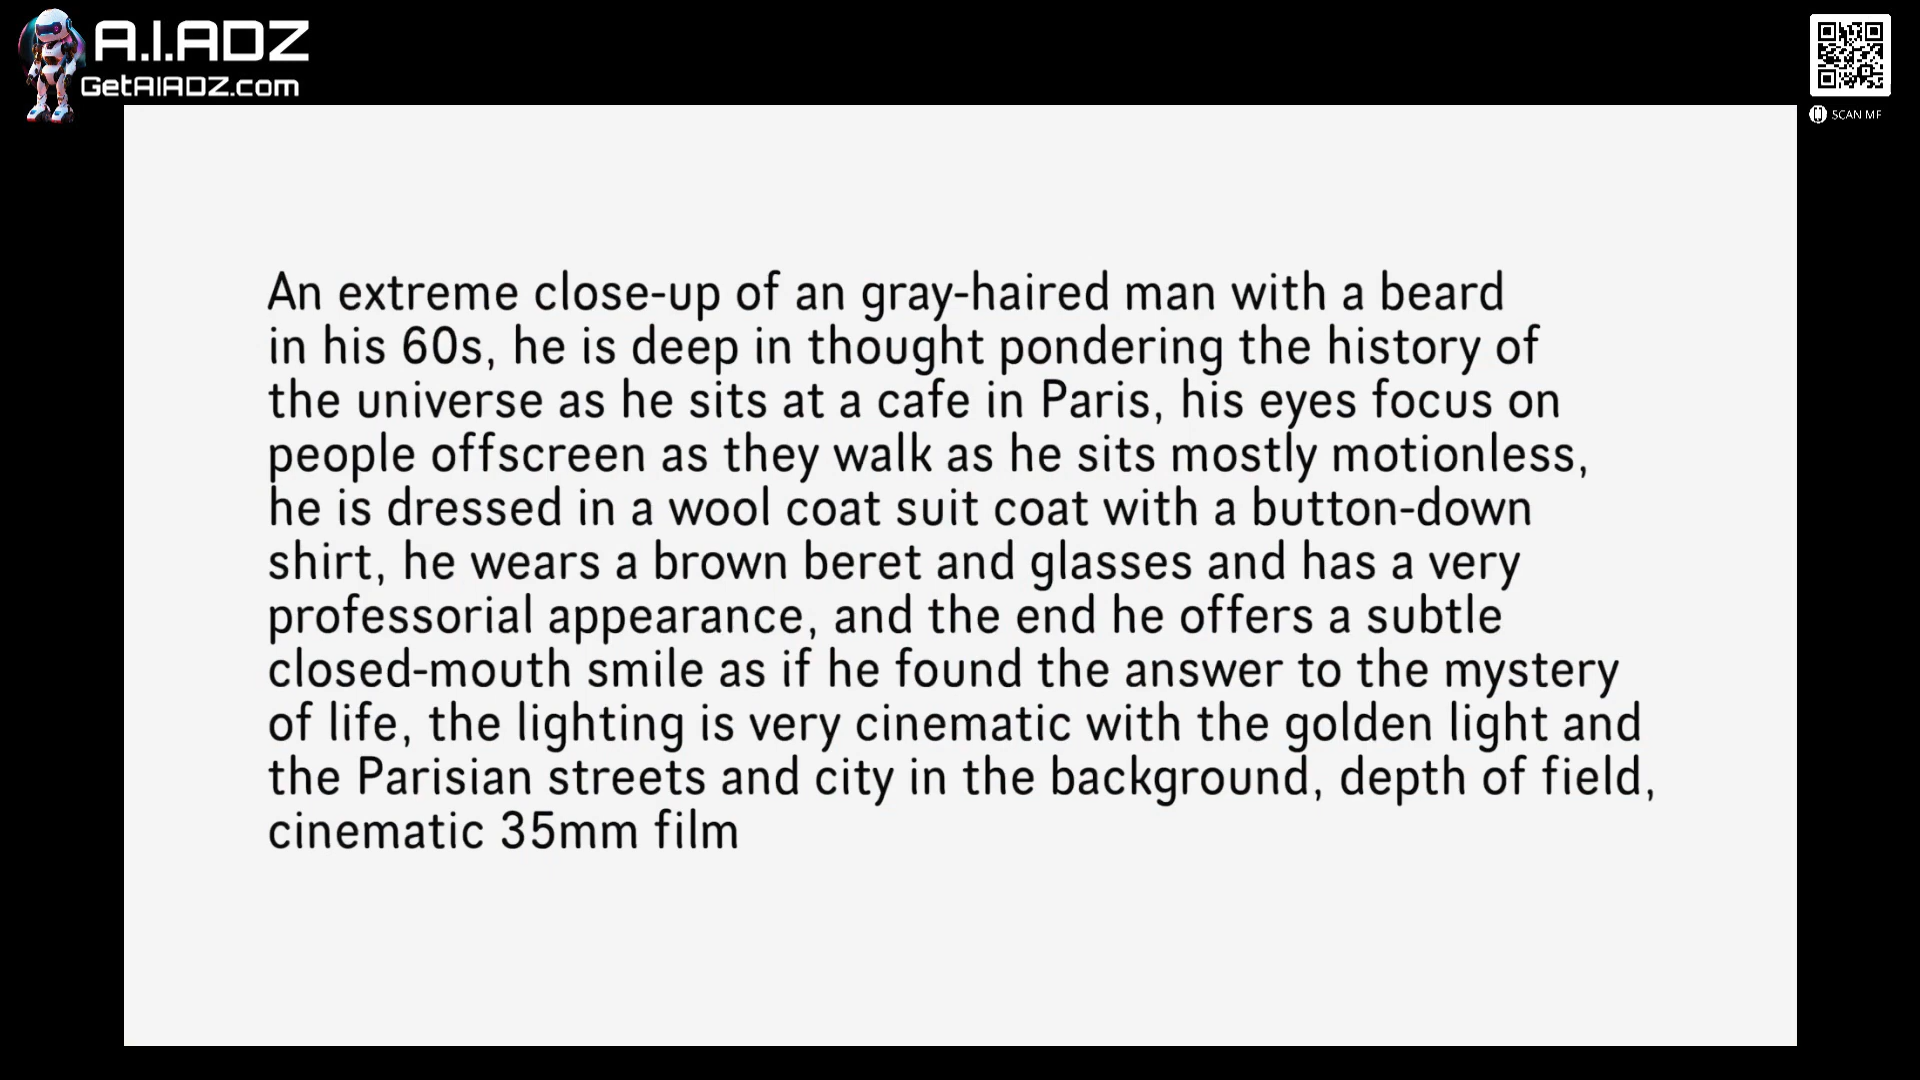 A.I.ADZ
GetAIADZ.com
SCAN ME
An extreme close-up of an gray-haired man with a beard
in his 60s, he is deep in thought pondering the history of
the universe as he sits at a cafe in Paris, his eyes focus on
people offscreen as they walk as he sits mostly motionless,
he is dressed in a wool coat suit coat with a button-down
shirt, he wears a brown beret and glasses and has a very
professorial appearance, and the end he offers a subtle
closed-mouth smile as if he found the answer to the mystery
of life, the lighting is very cinematic with the golden light and
the Parisian streets and city in the background, depth of field,
cinematic 35mm film